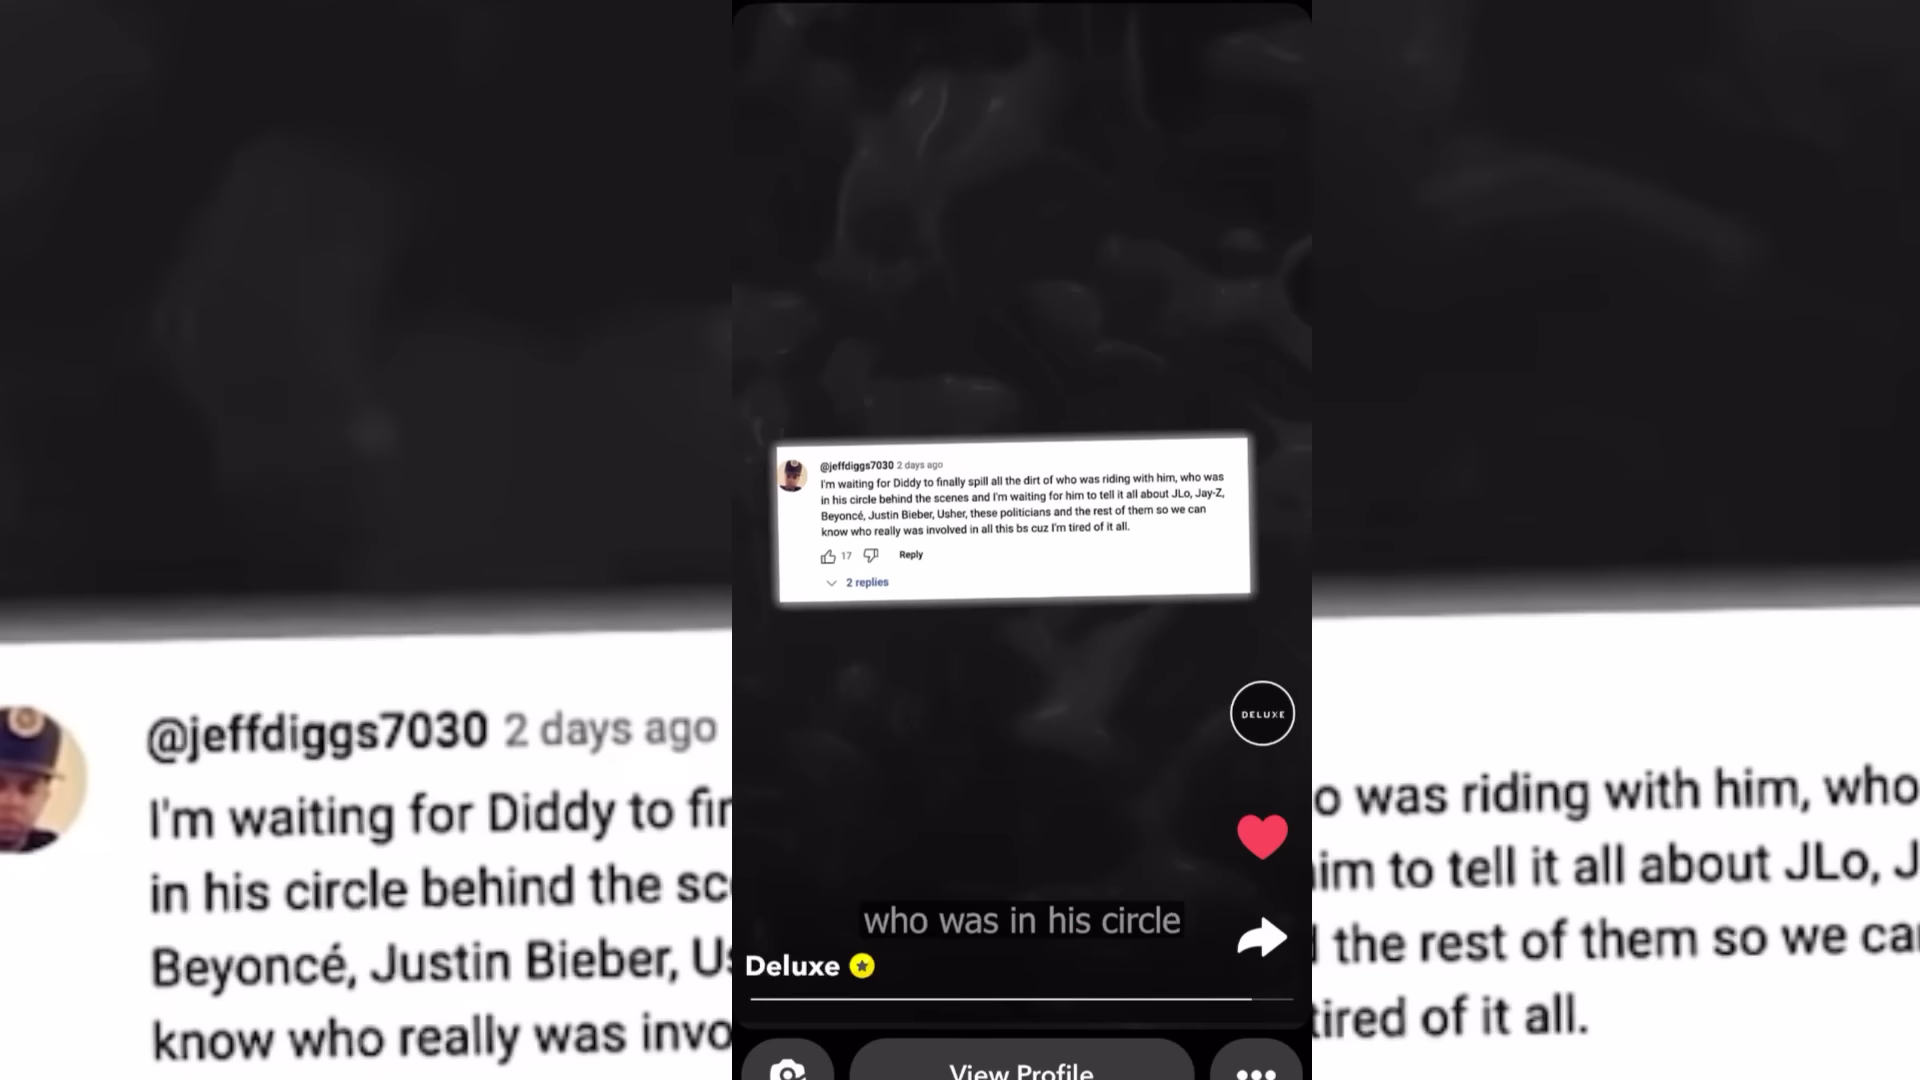 @jeffdiggs7030 2 days ago
I'm waiting for Diddy to finally spill all the dirt of who was riding with him, who was
in his circle behind the scenes and I'm waiting for him to tell it all about JLo, Jay-Z,
Beyoncé, Justin Bieber, Usher, these politicians and the rest of them so we can
know who really was involved in all this bs cuz I'm tired of it all.
17 Reply
2 replies
DELUXE
who was in his circle
Deluxe
View Profile
@jeffdiggs7030 2 days ago
I'm waiting for Diddy to fin
in his circle behind the sc
Beyoncé, Justin Bieber, Us
know who really was invo
o was riding with him, who
im to tell it all about JLo, J
the rest of them so we ca
tired of it all.